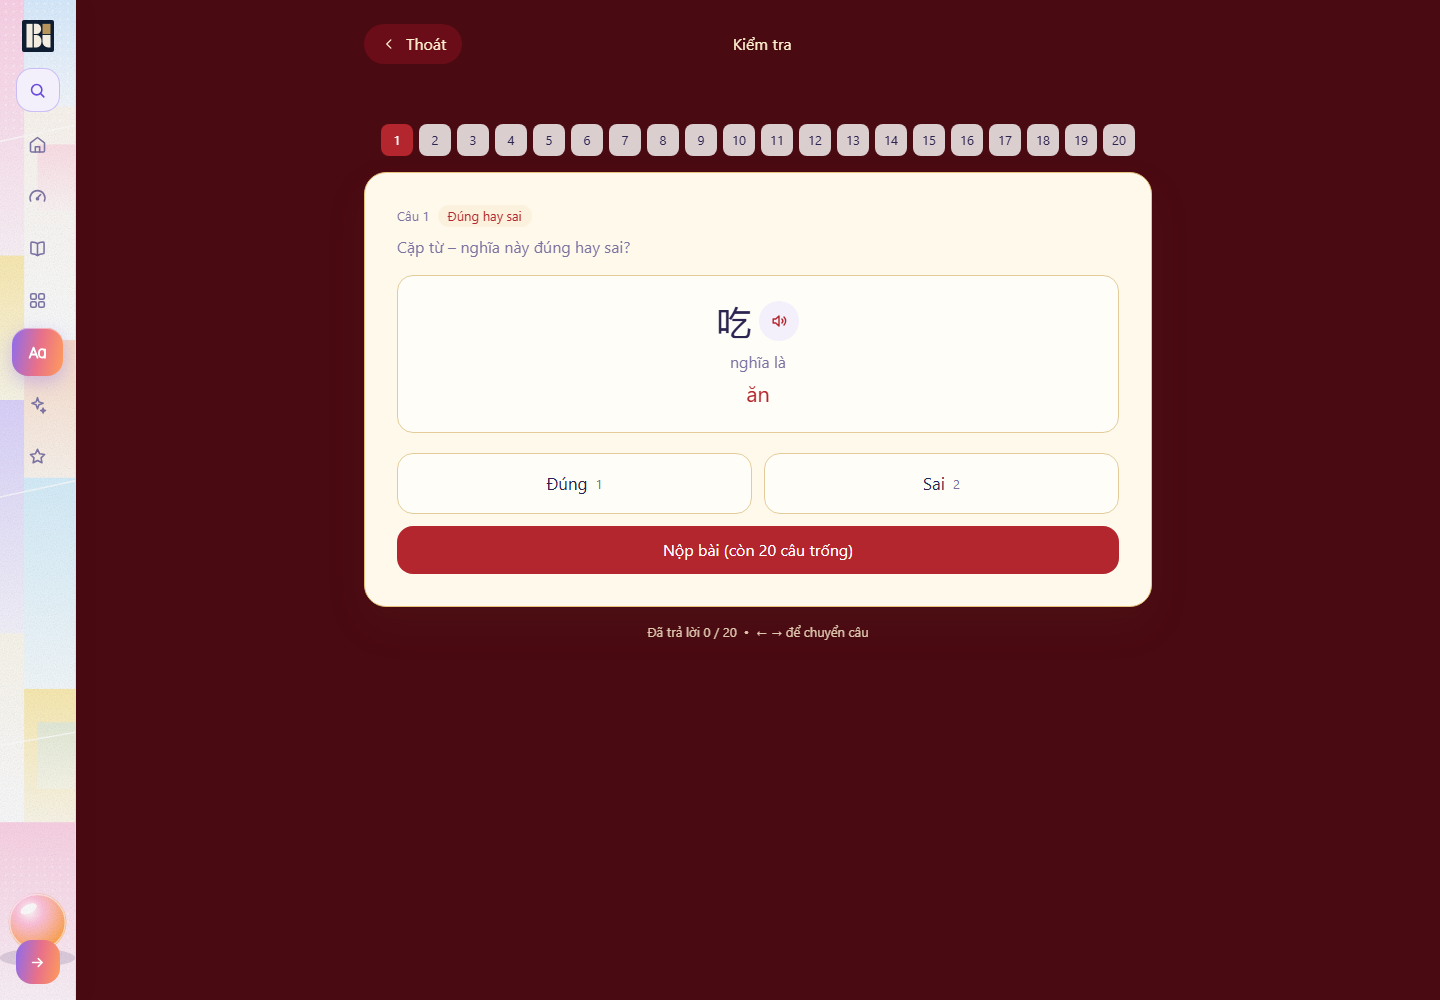 Thoát
Kiểm tra
1 2 3 4 5 6 7 8 9 10 11 12 13 14 15 16 17 18 19 20
Câu 1 Đúng hay sai
Cặp từ – nghĩa này đúng hay sai?
吃
nghĩa là
ăn
Đúng 1
Sai 2
Nộp bài (còn 20 câu trống)
Đã trả lời 0 / 20 • ← → để chuyển câu
Aa